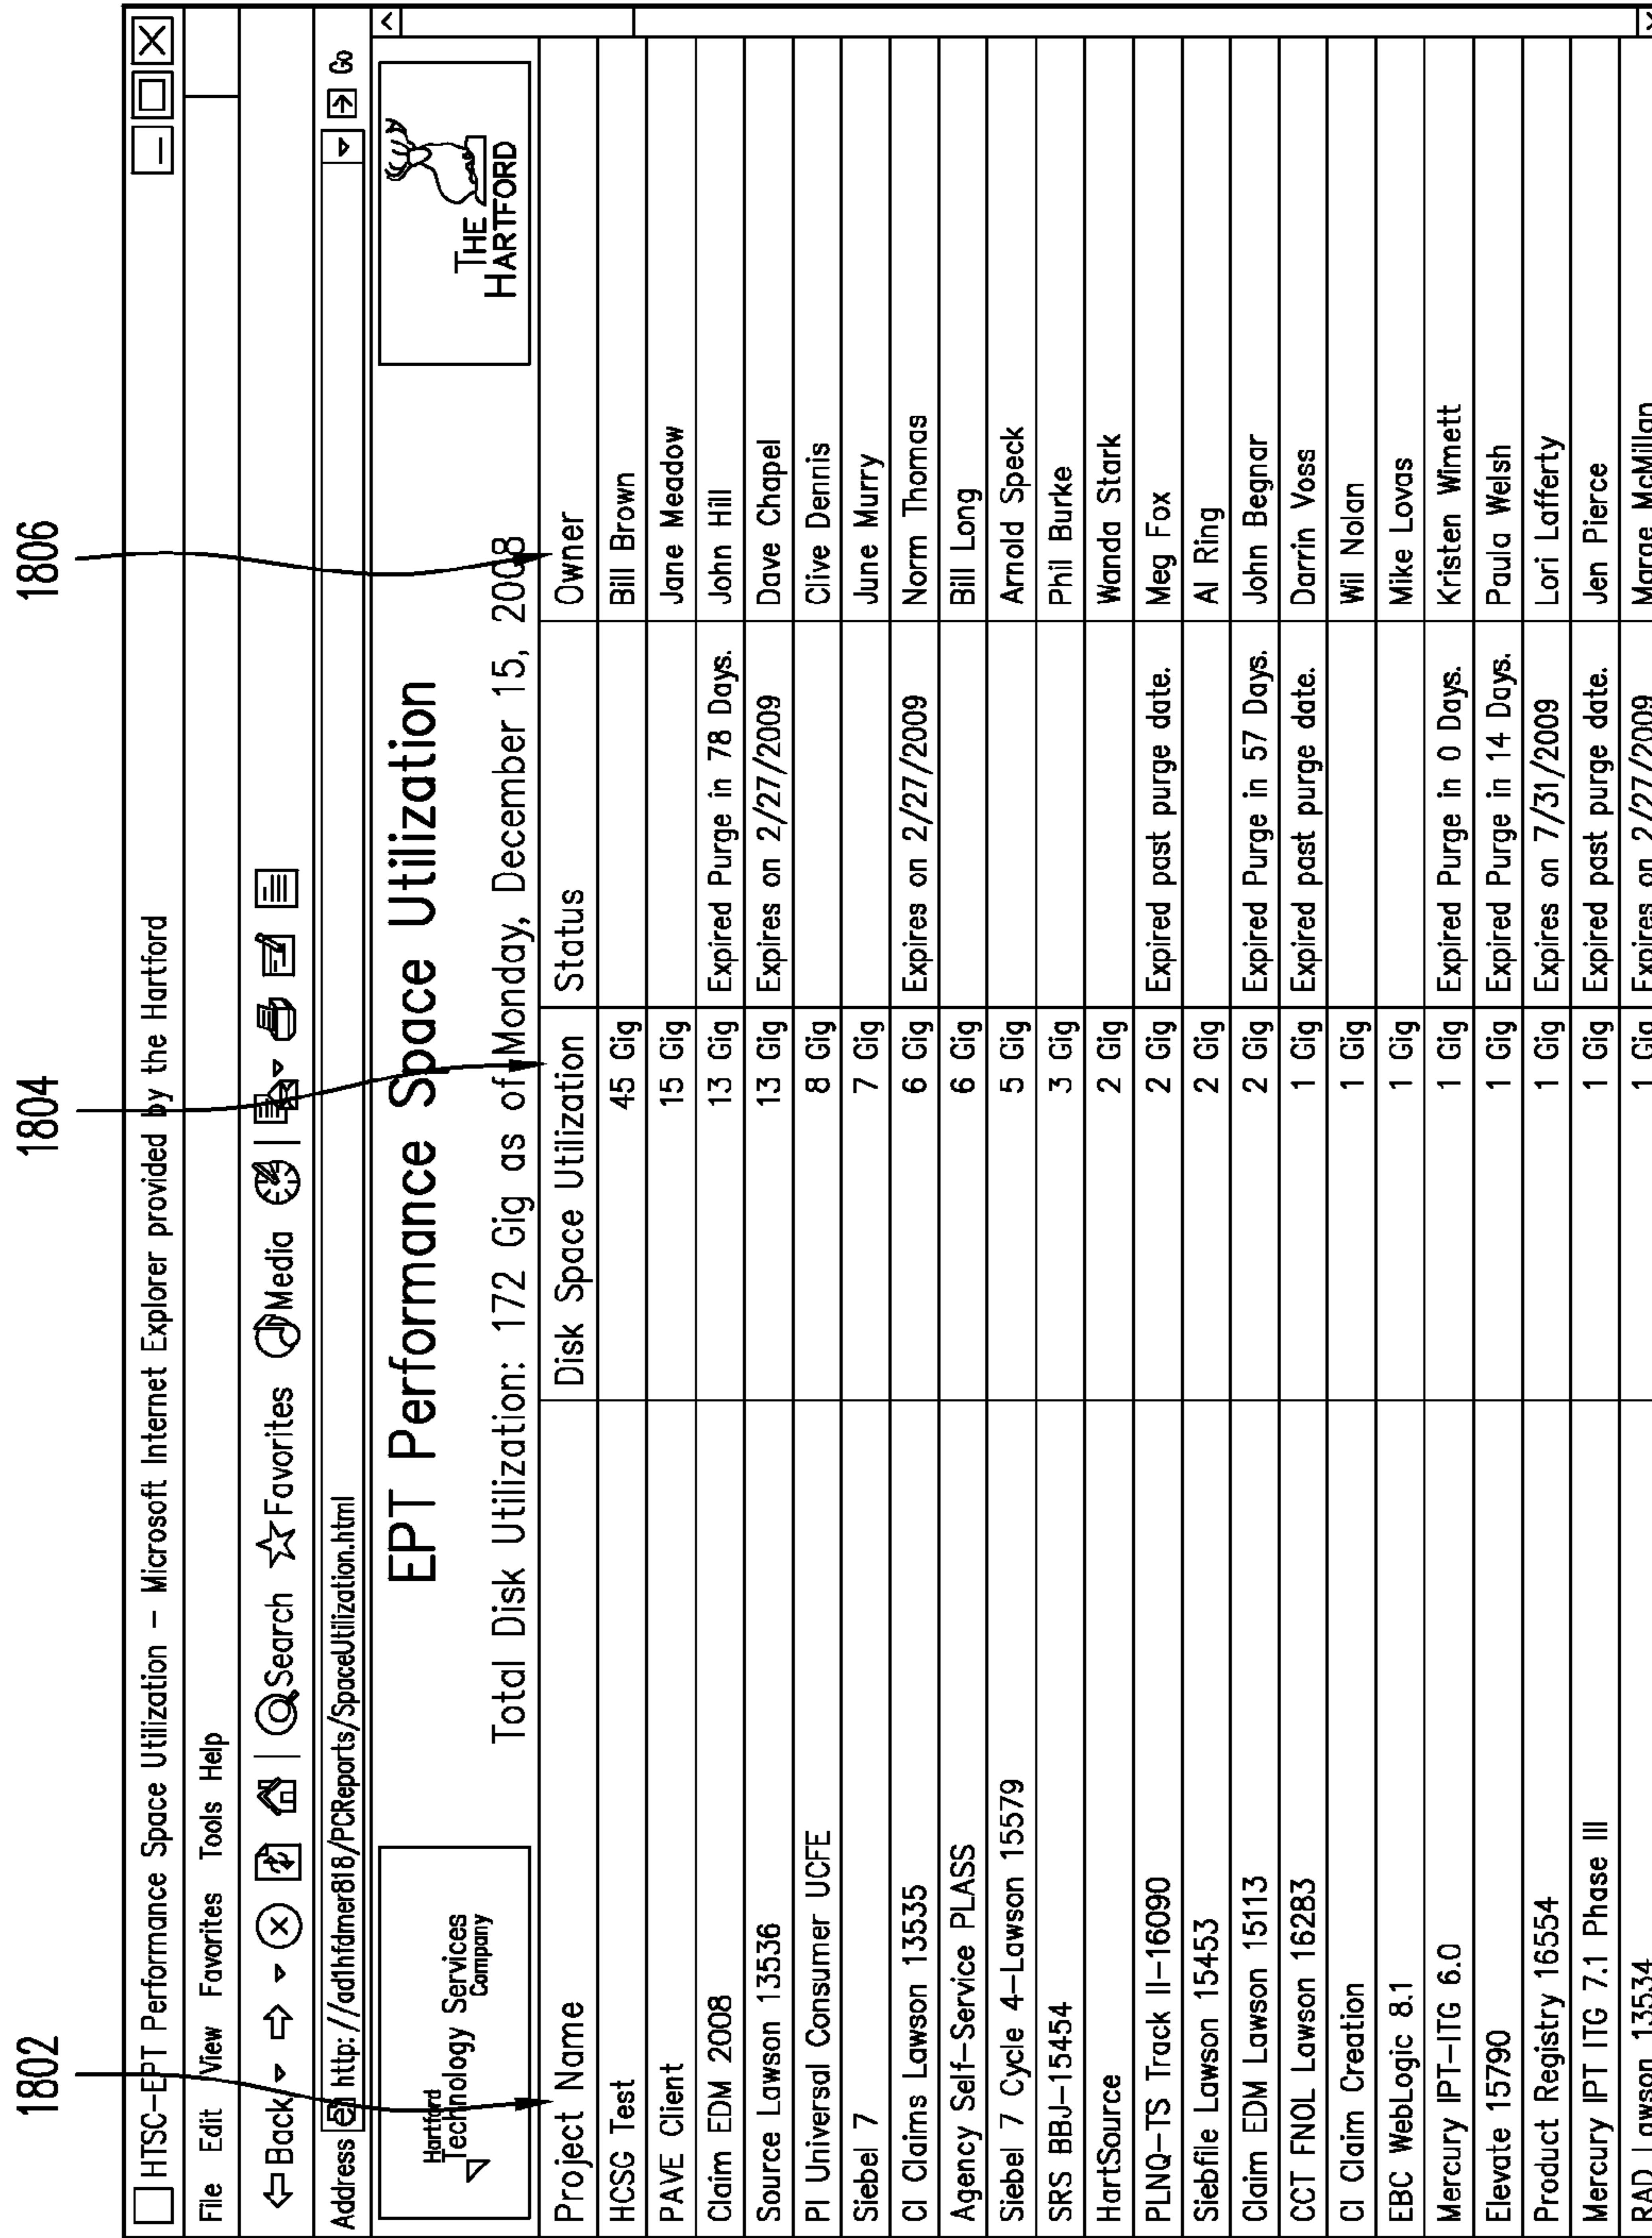 1802 1804 1806
HTSC-EPT Performance Space Utilization – Microsoft Internet Explorer provided by the Hartford
File Edit View Favorites Tools Help
Back Search Favorites Media
Address http://ad1hfdmer818/PCReports/SpaceUtilization.html Go
Hartford
Technology Services
Company
EPT Performance Space Utilization
Total Disk Utilization: 172 Gig as of Monday, December 15, 2008
THE
HARTFORD
Project Name Disk Space Utilization Status Owner
HCSG Test 45 Gig Bill Brown
PAVE Client 15 Gig Jane Meadow
Claim EDM 2008 13 Gig Expired Purge in 78 Days. John Hill
Source Lawson 13536 13 Gig Expires on 2/27/2009 Dave Chapel
PI Universal Consumer UCFE 8 Gig Clive Dennis
Siebel 7 7 Gig June Murry
CI Claims Lawson 13535 6 Gig Expires on 2/27/2009 Norm Thomas
Agency Self-Service PLASS 6 Gig Bill Long
Siebel 7 Cycle 4-Lawson 15579 5 Gig Arnold Speck
SRS BBJ-15454 3 Gig Phil Burke
HartSource 2 Gig Wanda Stark
PLNQ-TS Track II-16090 2 Gig Expired past purge date. Meg Fox
Siebfile Lawson 15453 2 Gig Al Ring
Claim EDM Lawson 15113 2 Gig Expired Purge in 57 Days. John Begnar
CCT FNOL Lawson 16283 1 Gig Expired past purge date. Darrin Voss
CI Claim Creation 1 Gig Wil Nolan
EBC WebLogic 8.1 1 Gig Mike Lovas
Mercury IPT-ITG 6.0 1 Gig Expired Purge in 0 Days. Kristen Wimett
Elevate 15790 1 Gig Expired Purge in 14 Days. Paula Welsh
Product Registry 16554 1 Gig Expires on 7/31/2009 Lori Lafferty
Mercury IPT ITG 7.1 Phase III 1 Gig Expired past purge date. Jen Pierce
RAD Lawson 13534 1 Gig Expires on 2/27/2009 Marge McMillan